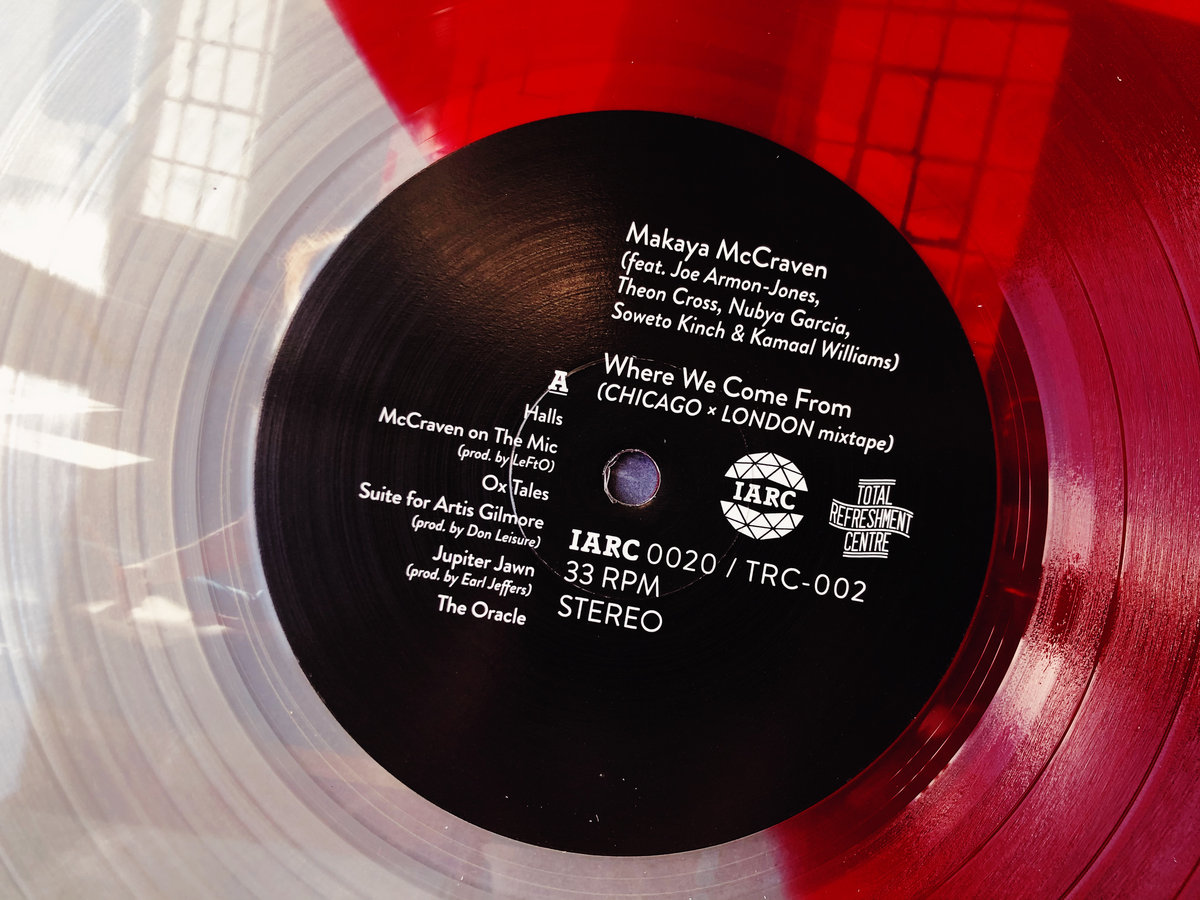 Makaya McCraven
(feat. Joe Armon-Jones,
Theon Cross, Nubya Garcia,
Soweto Kinch & Kamaal Williams)
Where We Come From
(CHICAGO × LONDON mixtape)
A
Halls
McCraven on The Mic
(prod. by LeFtO)
Ox Tales
Suite for Artis Gilmore
(prod. by Don Leisure)
Jupiter Jawn
(prod. by Earl Jeffers)
The Oracle
IARC
TOTAL
REFRESHMENT
CENTRE
IARC 0020 / TRC-002
33 RPM
STEREO